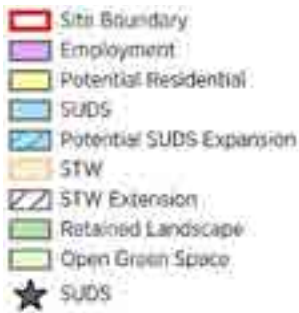 Site Boundary
Employment
Potential Residential
SUDS
Potential SUDS Expansion
STW
STW Extension
Retained Landscape
Open Green Space
SUDS